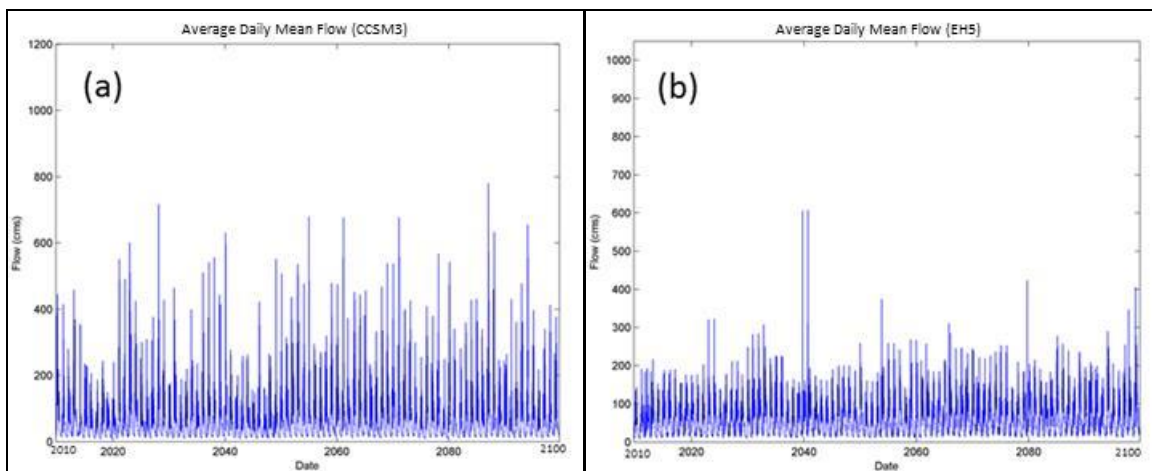 Average Daily Mean Flow (CCSM3)
(a)
1200
1000
800
600
400
200
0
Flow (cms)
2010 2020 2040 2060 2080 2100
Date
Average Daily Mean Flow (EH5)
(b)
1000
900
800
700
600
500
400
300
200
100
0
Flow (cms)
2010 2020 2040 2060 2080 2100
Date